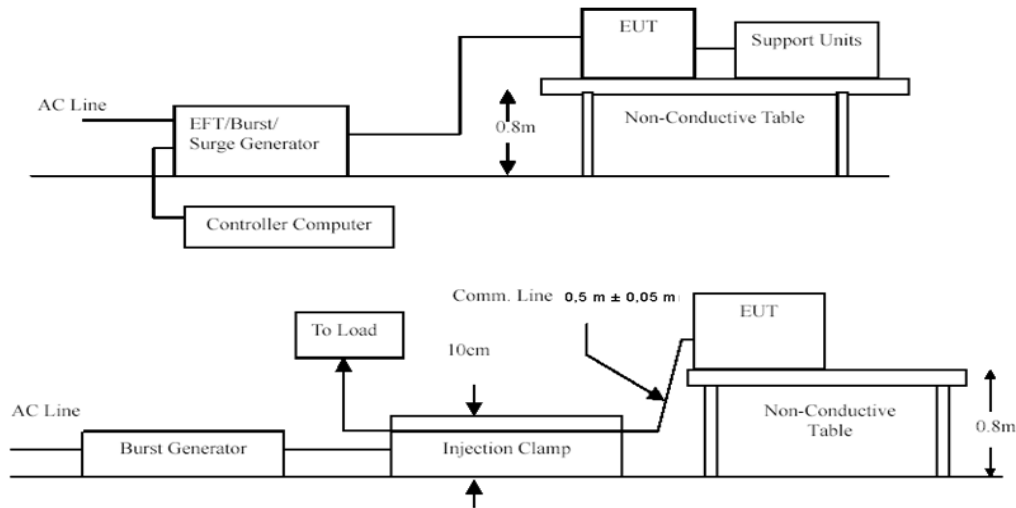 EUT
Support Units
AC Line
EFT/Burst/
Surge Generator
0.8m
Non-Conductive Table
Controller Computer
Comm. Line 0,5 m ± 0,05 m
EUT
To Load
10cm
AC Line
Non-Conductive
Table
0.8m
Burst Generator
Injection Clamp